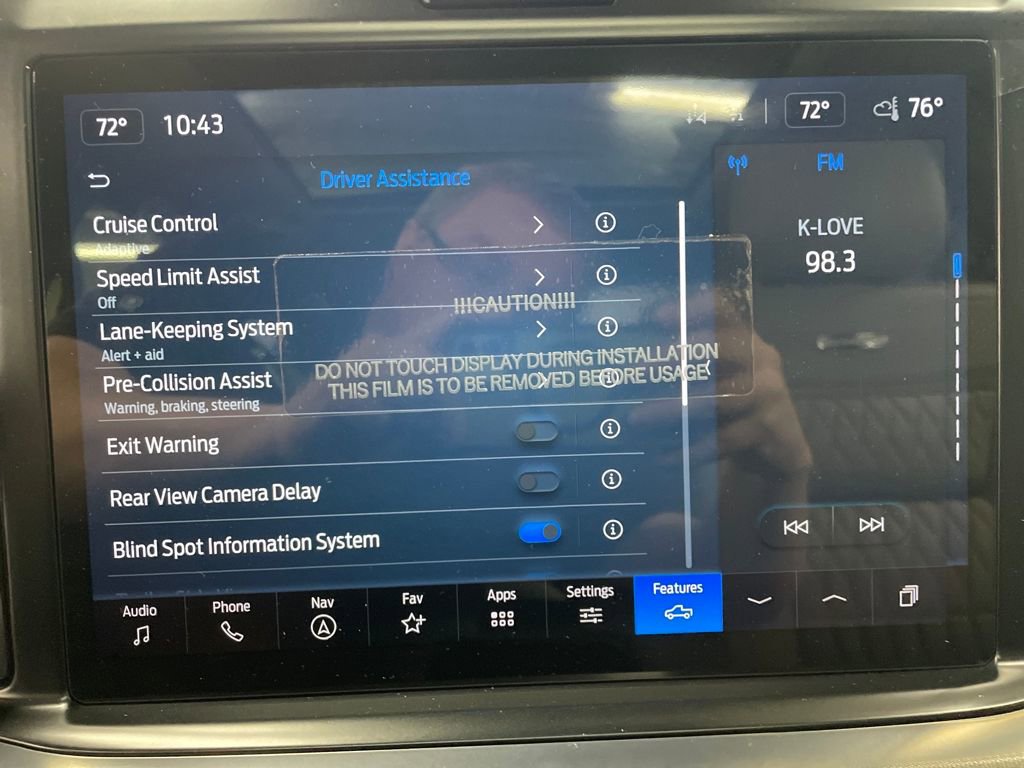 72° 10:43 72° 76°
Driver Assistance
FM
Cruise Control
Adaptive
K-LOVE
98.3
Speed Limit Assist
Off
!!!CAUTION!!!
Lane-Keeping System
Alert + aid
DO NOT TOUCH DISPLAY DURING INSTALLATION
THIS FILM IS TO BE REMOVED BEFORE USAGE
Pre-Collision Assist
Warning, braking, steering
Exit Warning
Rear View Camera Delay
Blind Spot Information System
Audio Phone Nav Fav Apps Settings Features